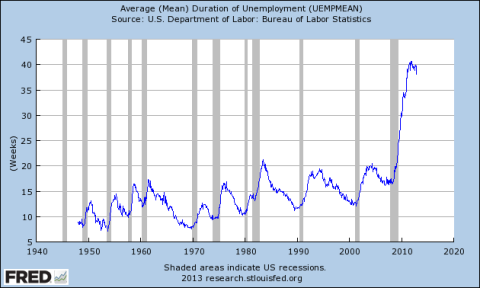 Average (Mean) Duration of Unemployment (UEMPMEAN)
Source: U.S. Department of Labor: Bureau of Labor Statistics
45
40
35
30
25
20
15
10
5
(Weeks)
1940 1950 1960 1970 1980 1990 2000 2010 2020
Shaded areas indicate US recessions.
2013 research.stlouisfed.org
FRED